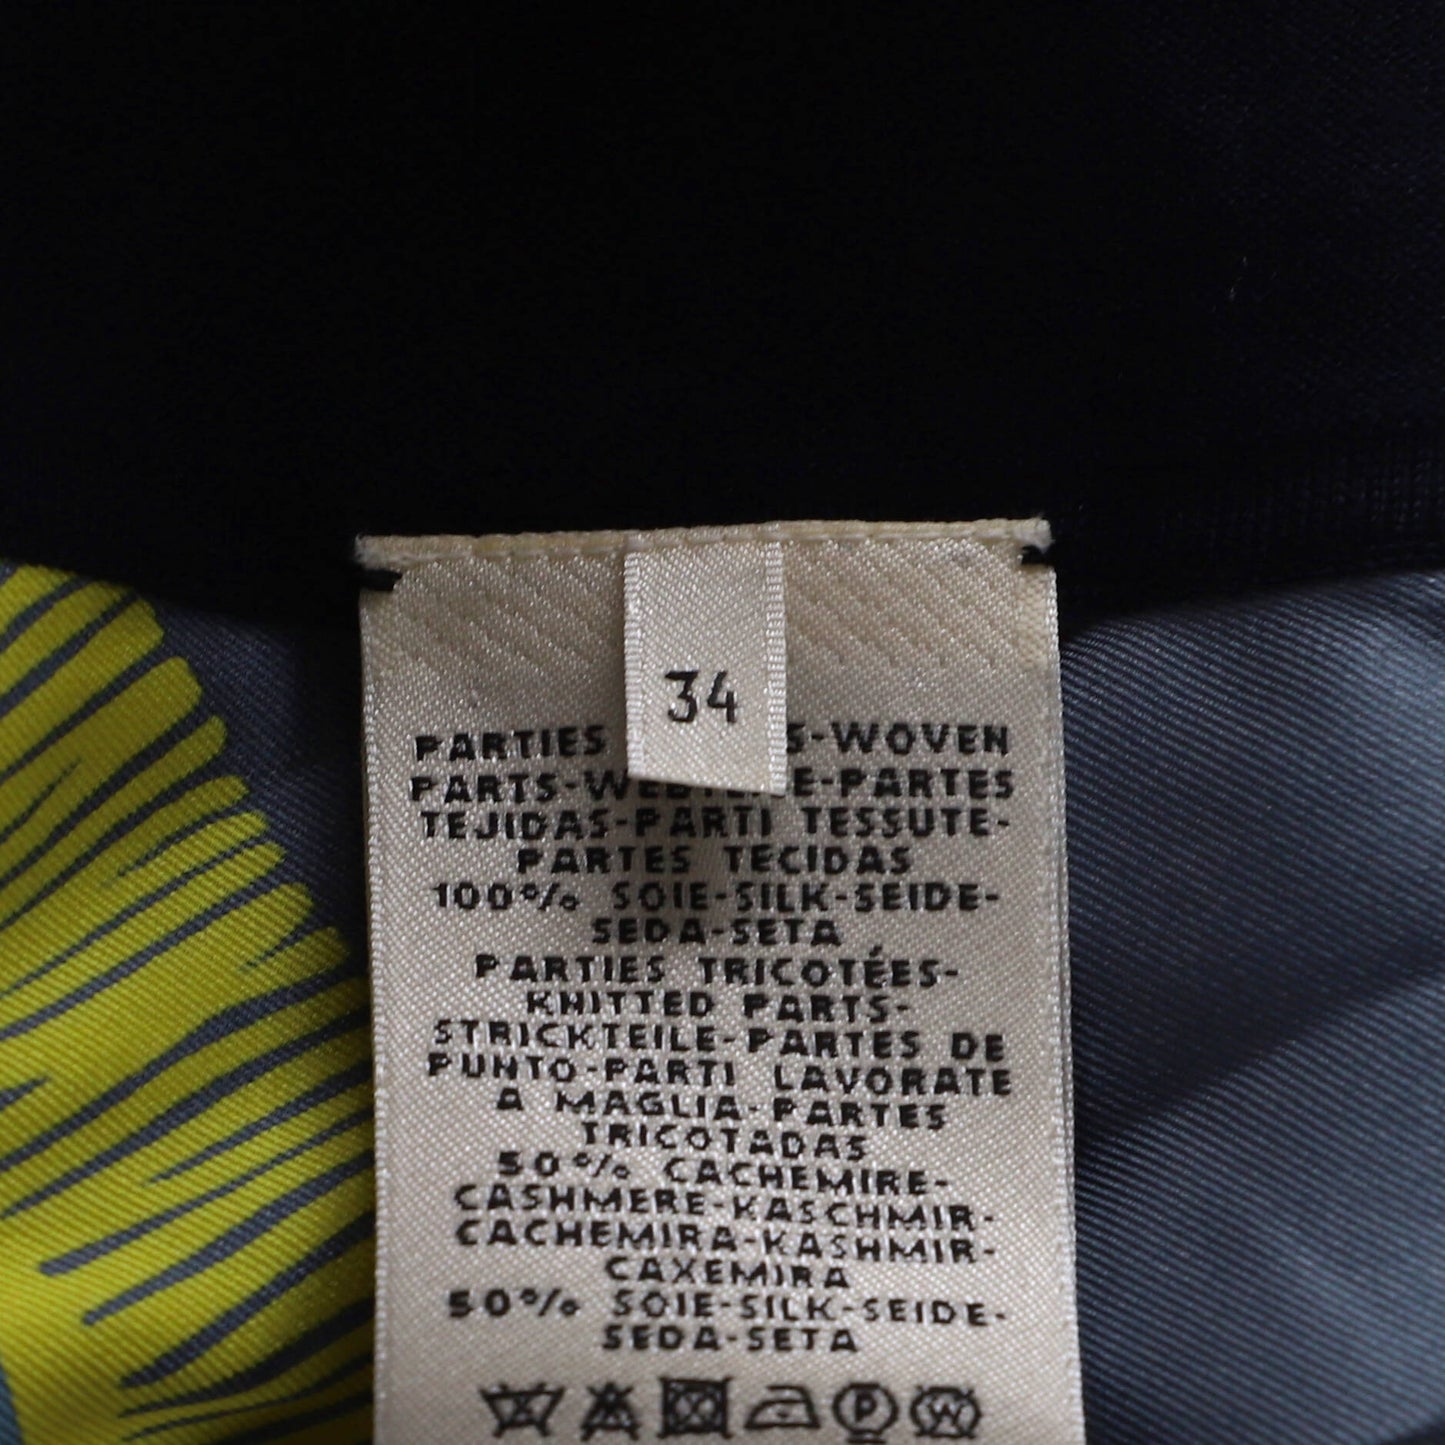 34
PARTIES S-WOVEN
PARTS-WEB E-PARTES
TEJIDAS-PARTI TESSUTE-
PARTES TECIDAS
100% SOIE-SILK-SEIDE-
SEDA-SETA
PARTIES TRICOTÉES-
KNITTED PARTS-
STRICKTEILE-PARTES DE
PUNTO-PARTI LAVORATE
A MAGLIA-PARTES
TRICOTADAS
50% CACHEMIRE-
CASHMERE-KASCHMIR-
CACHEMIRA-KASHMIR-
CAXEMIRA
50% SOIE-SILK-SEIDE-
SEDA-SETA
P W